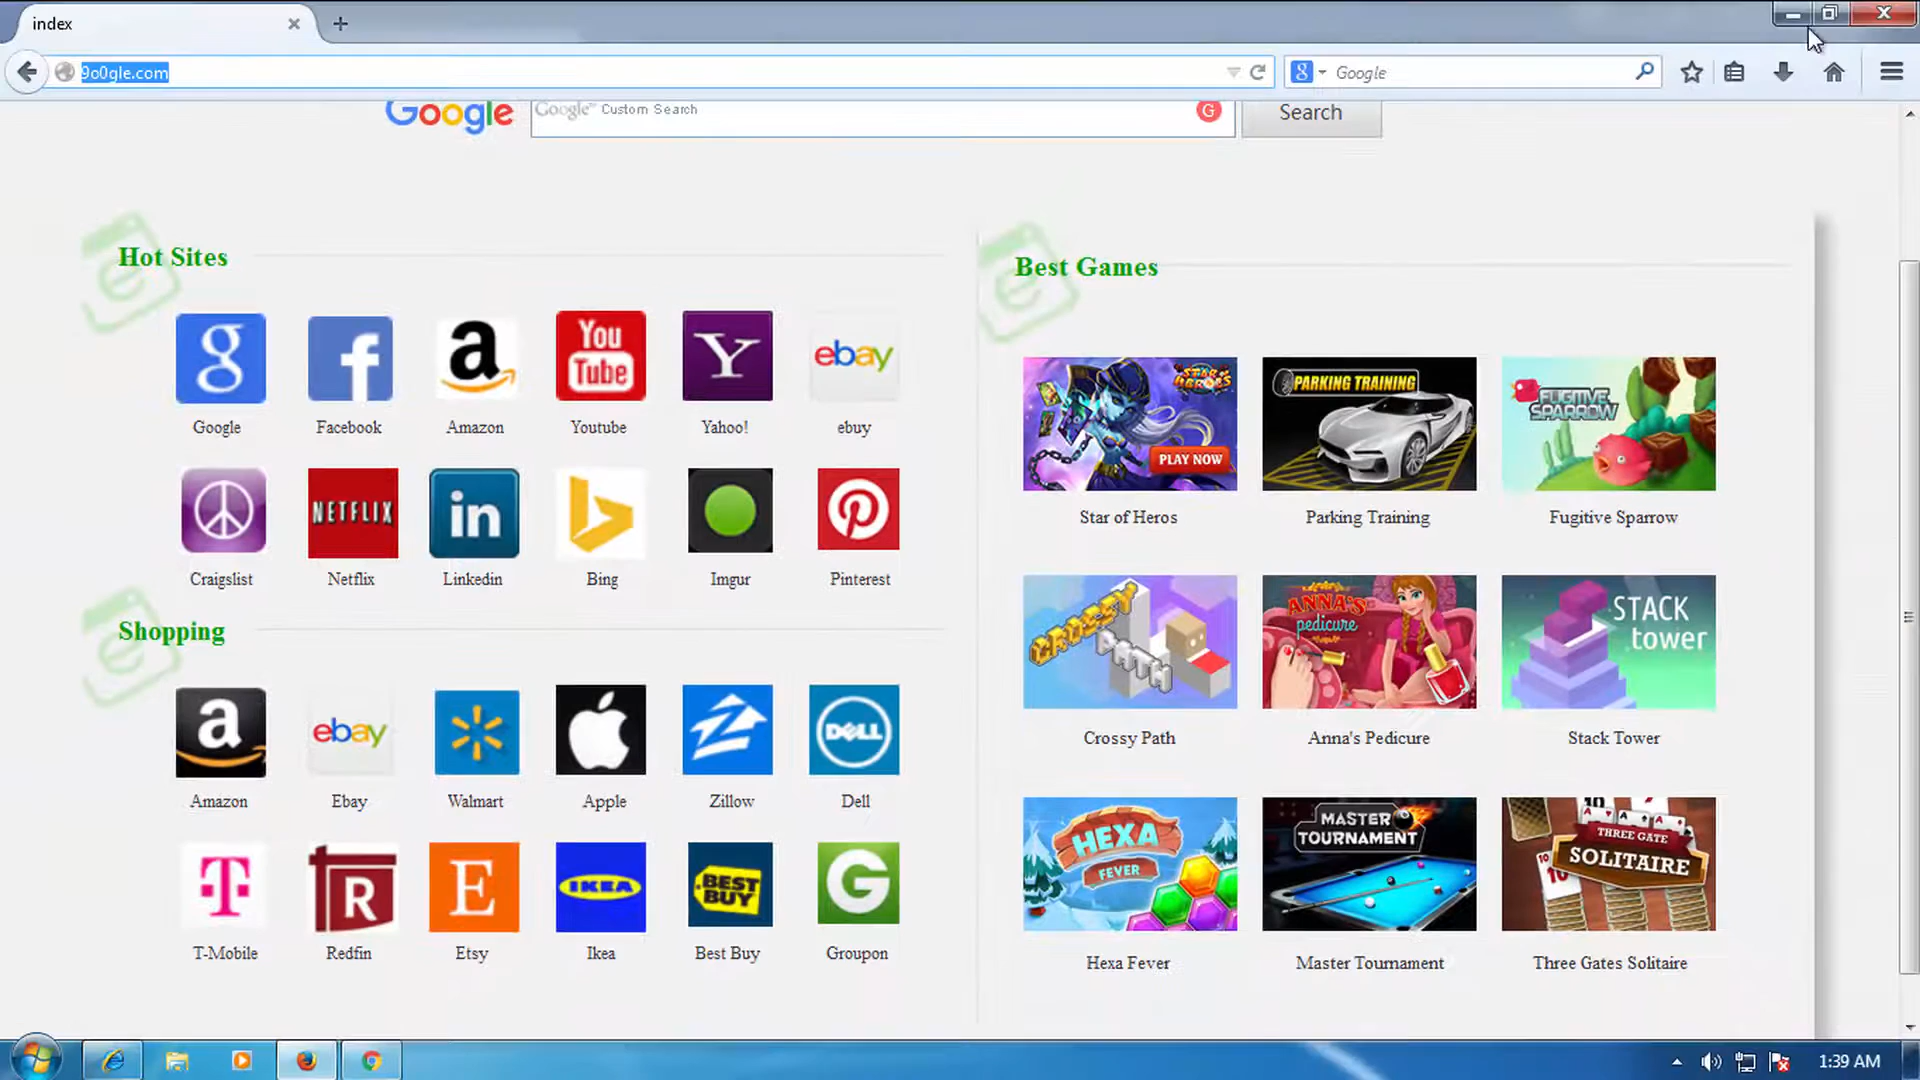 index
9o0gle.com
8 Google
Google Google™ Custom Search G Search
Hot Sites
g f a You Tube Y ebay
Google Facebook Amazon Youtube Yahoo! ebuy
NETFLIX in
Craigslist Netflix Linkedin Bing Imgur Pinterest
Shopping
a ebay DELL
Amazon Ebay Walmart Apple Zillow Dell
T R E IKEA BEST BUY G
T-Mobile Redfin Etsy Ikea Best Buy Groupon
Best Games
STAR HEROES PLAY NOW
PARKING TRAINING
FUGITIVE SPARROW
Star of Heros Parking Training Fugitive Sparrow
CROSSY PATH
ANNA'S pedicure
STACK tower
Crossy Path Anna's Pedicure Stack Tower
HEXA FEVER
MASTER TOURNAMENT
THREE GATE SOLITAIRE
Hexa Fever Master Tournament Three Gates Solitaire
1:39 AM